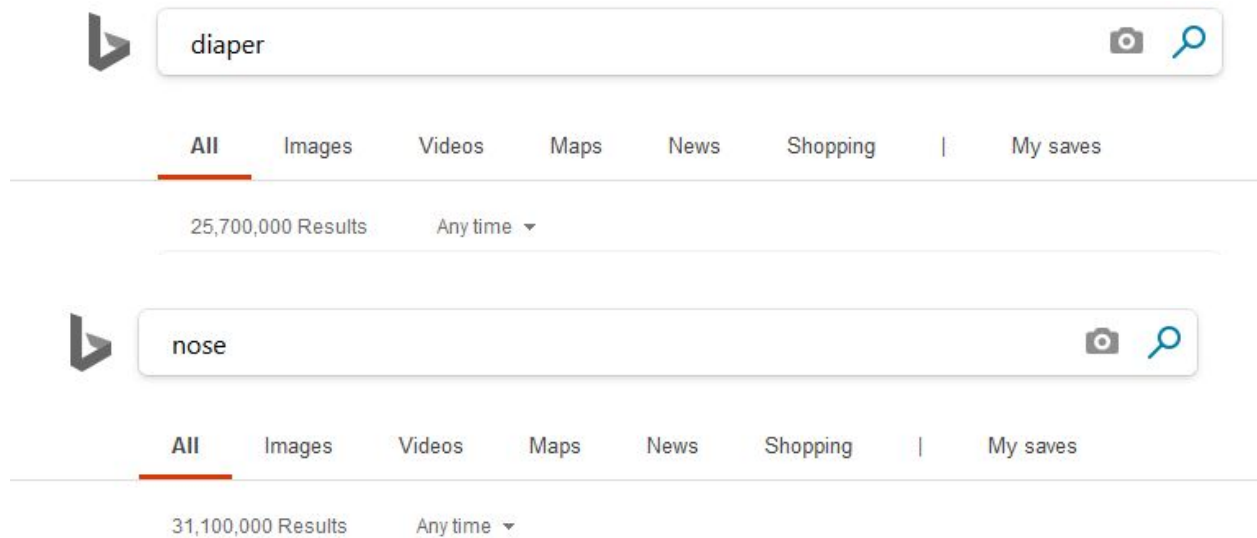 diaper
All Images Videos Maps News Shopping | My saves
25,700,000 Results Any time
nose
All Images Videos Maps News Shopping | My saves
31,100,000 Results Any time